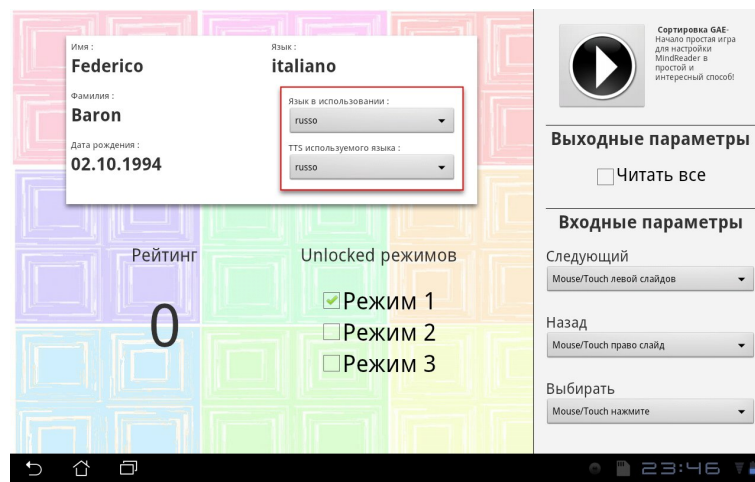 Имя :
Federico
Язык :
italiano
Фамилия :
Baron
Дата рождения :
02.10.1994
Язык в использовании :
russo
TTS используемого языка :
russo
Рейтинг
0
Unlocked режимов
Режим 1
Режим 2
Режим 3
Сортировка GAE-
Начало простая игра
для настройки
MindReader в
простой и
интересный способ!
Выходные параметры
Читать все
Входные параметры
Следующий
Mouse/Touch левой слайдов
Назад
Mouse/Touch право слайд
Выбирать
Mouse/Touch нажмите
23:46